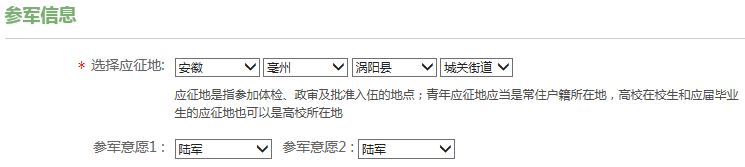 参军信息
* 选择应征地: 安徽 亳州 涡阳县 城关街道
应征地是指参加体检、政审及批准入伍的地点；青年应征地应当是常住户籍所在地，高校在校生和应届毕业
生的应征地也可以是高校所在地
参军意愿1： 陆军 参军意愿2： 陆军